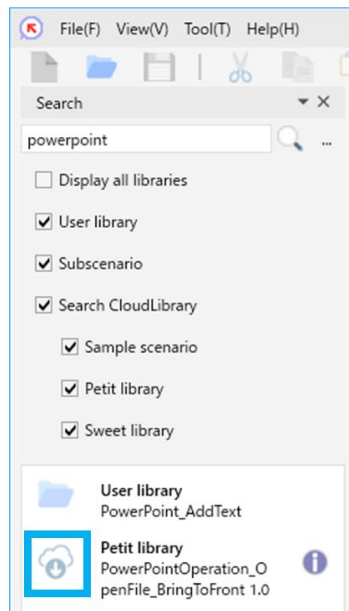 File(F) View(V) Tool(T) Help(H)
Search
powerpoint
...
Display all libraries
User library
Subscenario
Search CloudLibrary
Sample scenario
Petit library
Sweet library
User library
PowerPoint_AddText
Petit library
PowerPointOperation_O
penFile_BringToFront 1.0